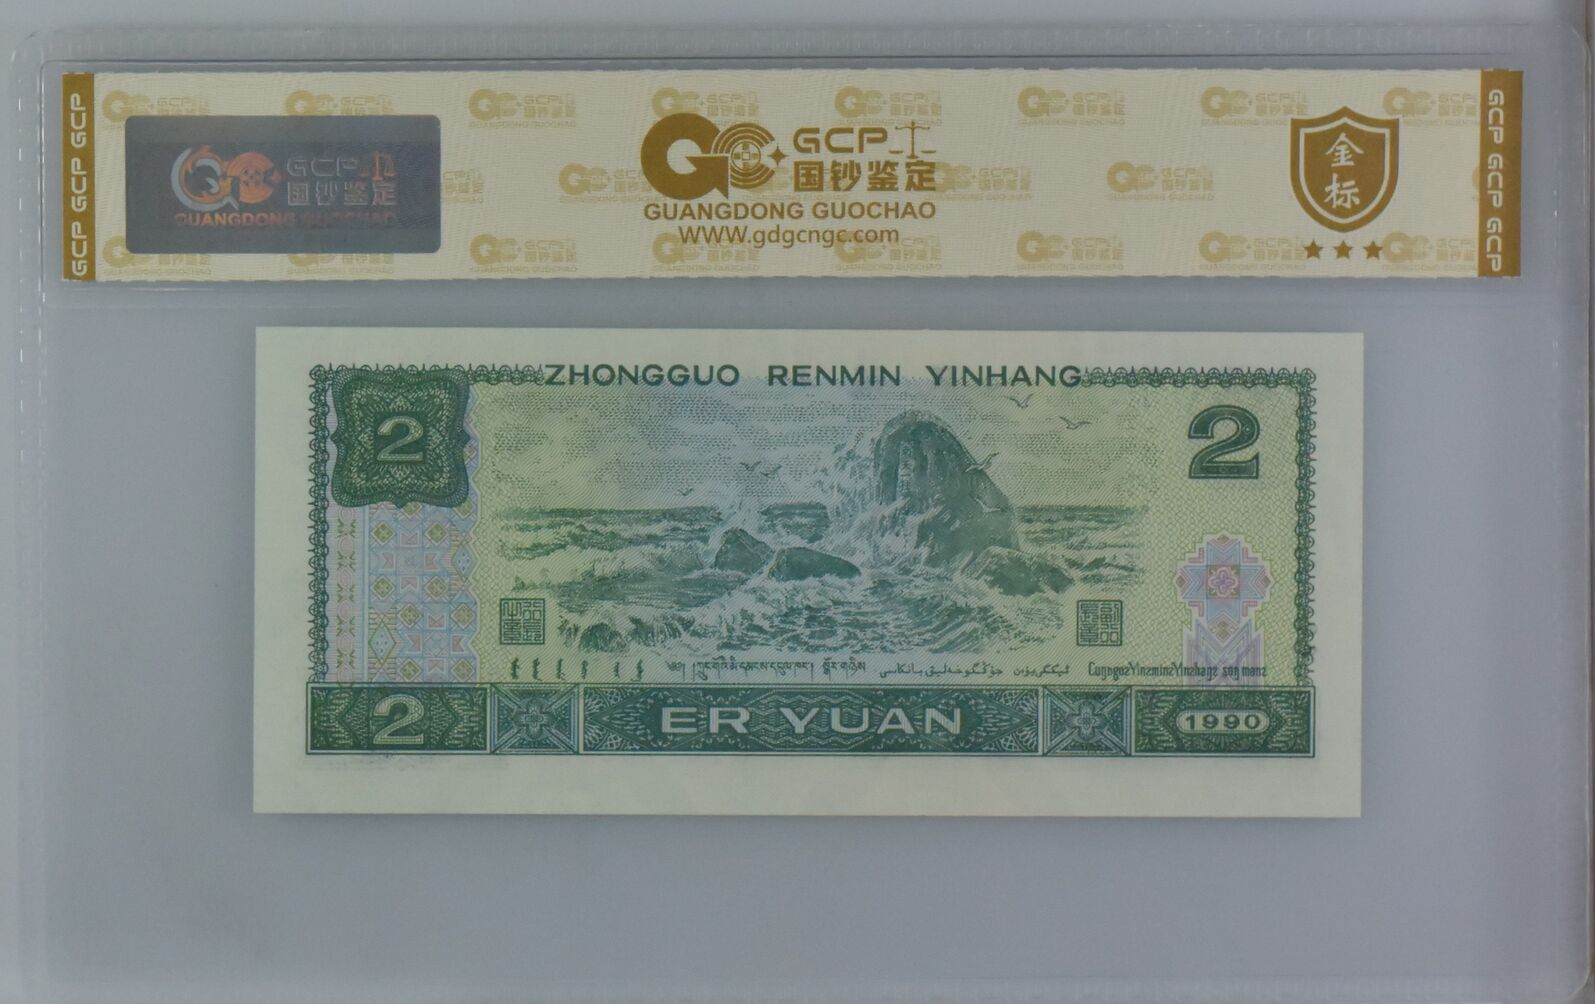 GCP GCP GCP
GCP
国钞鉴定
GUANGDONG GUOCHAO
GCP
国钞鉴定
GUANGDONG GUOCHAO
WWW.gdgcngc.com
金
标
GCP GCP GCP
ZHONGGUO RENMIN YINHANG
2
2
2
ER YUAN
1990